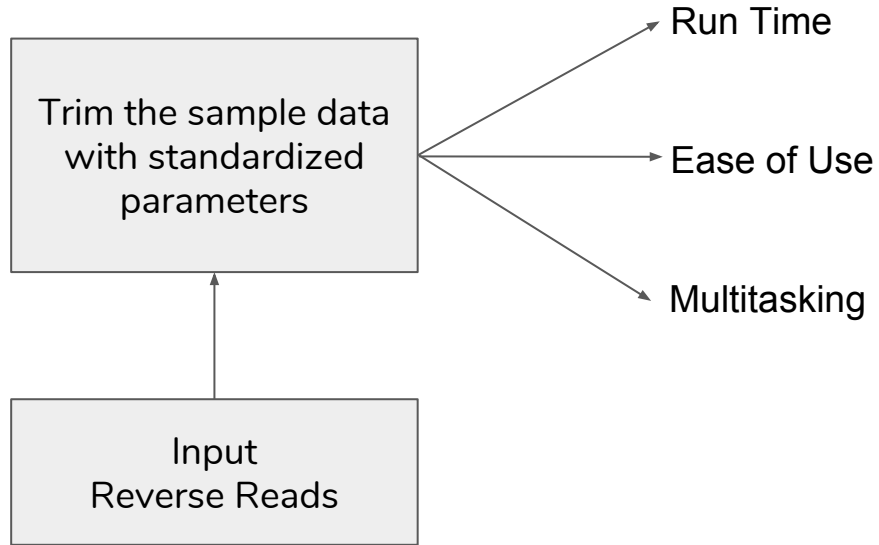 Run Time
Trim the sample data
with standardized
parameters
Ease of Use
Multitasking
Input
Reverse Reads